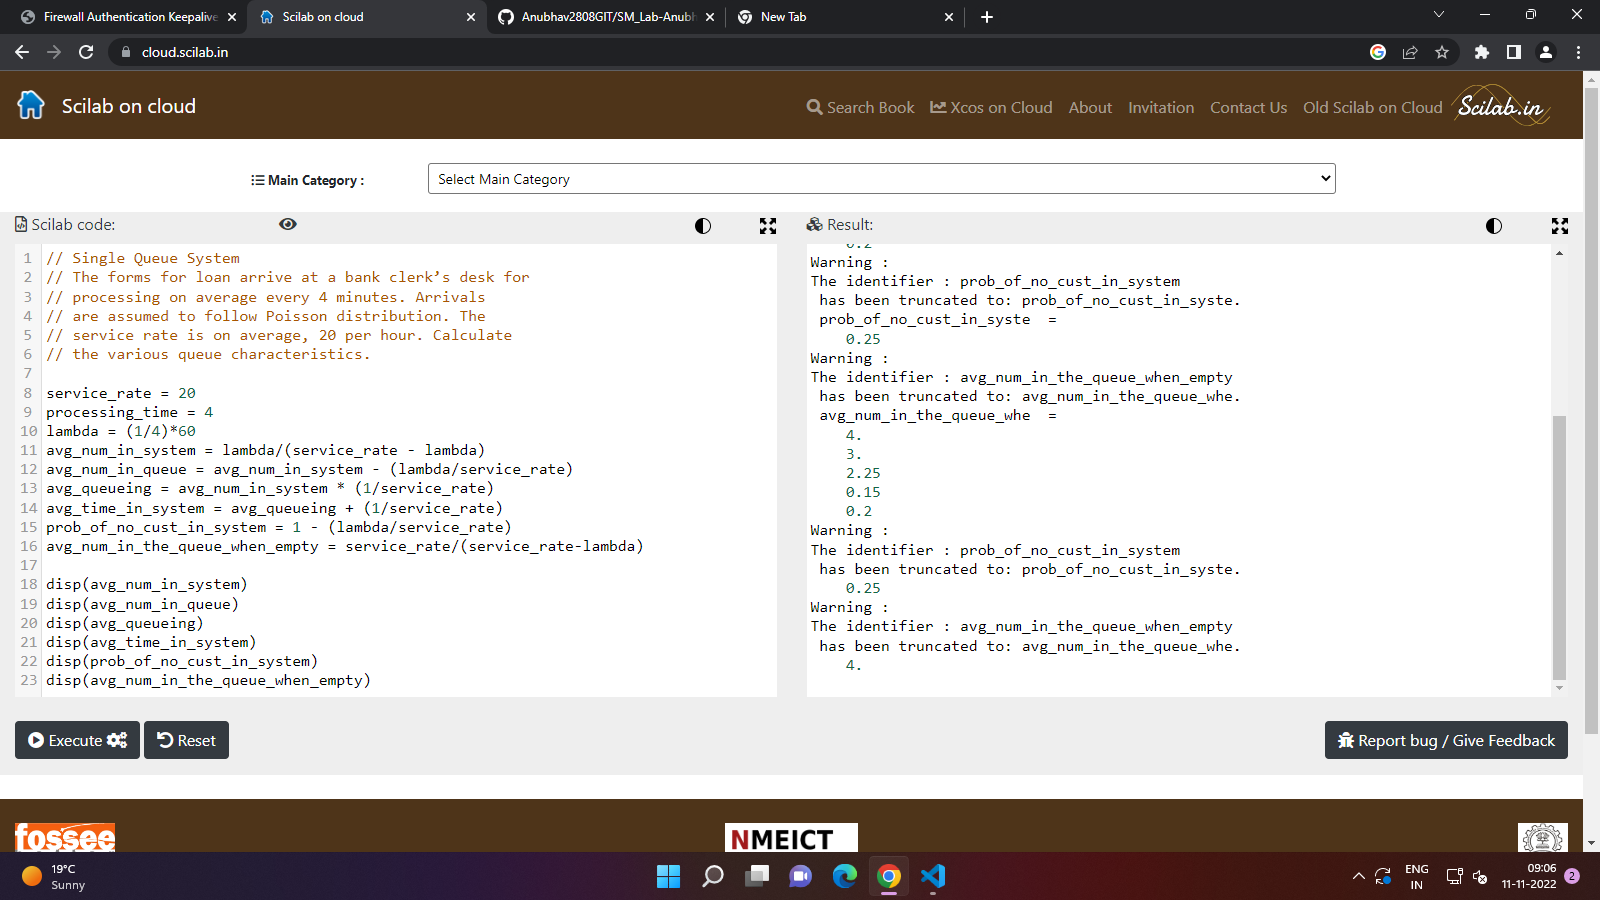 Firewall Authentication Keepalive
Scilab on cloud
Anubhav2808GIT/SM_Lab-Anubh
New Tab
cloud.scilab.in
Scilab on cloud
Search Book
Xcos on Cloud
About
Invitation
Contact Us
Old Scilab on Cloud
Scilab.in
Main Category :
Select Main Category
Scilab code:
1 // Single Queue System
2 // The forms for loan arrive at a bank clerk’s desk for
3 // processing on average every 4 minutes. Arrivals
4 // are assumed to follow Poisson distribution. The
5 // service rate is on average, 20 per hour. Calculate
6 // the various queue characteristics.
7
8 service_rate = 20
9 processing_time = 4
10 lambda = (1/4)*60
11 avg_num_in_system = lambda/(service_rate - lambda)
12 avg_num_in_queue = avg_num_in_system - (lambda/service_rate)
13 avg_queueing = avg_num_in_system * (1/service_rate)
14 avg_time_in_system = avg_queueing + (1/service_rate)
15 prob_of_no_cust_in_system = 1 - (lambda/service_rate)
16 avg_num_in_the_queue_when_empty = service_rate/(service_rate-lambda)
17
18 disp(avg_num_in_system)
19 disp(avg_num_in_queue)
20 disp(avg_queueing)
21 disp(avg_time_in_system)
22 disp(prob_of_no_cust_in_system)
23 disp(avg_num_in_the_queue_when_empty)
Result:
0.2
Warning :
The identifier : prob_of_no_cust_in_system
has been truncated to: prob_of_no_cust_in_syste.
prob_of_no_cust_in_syste  =
0.25
Warning :
The identifier : avg_num_in_the_queue_when_empty
has been truncated to: avg_num_in_the_queue_whe.
avg_num_in_the_queue_whe  =
4.
3.
2.25
0.15
0.2
Warning :
The identifier : prob_of_no_cust_in_system
has been truncated to: prob_of_no_cust_in_syste.
0.25
Warning :
The identifier : avg_num_in_the_queue_when_empty
has been truncated to: avg_num_in_the_queue_whe.
4.
Execute
Reset
Report bug / Give Feedback
fossee
NMEICT
19°C
Sunny
ENG
IN
09:06
11-11-2022
2